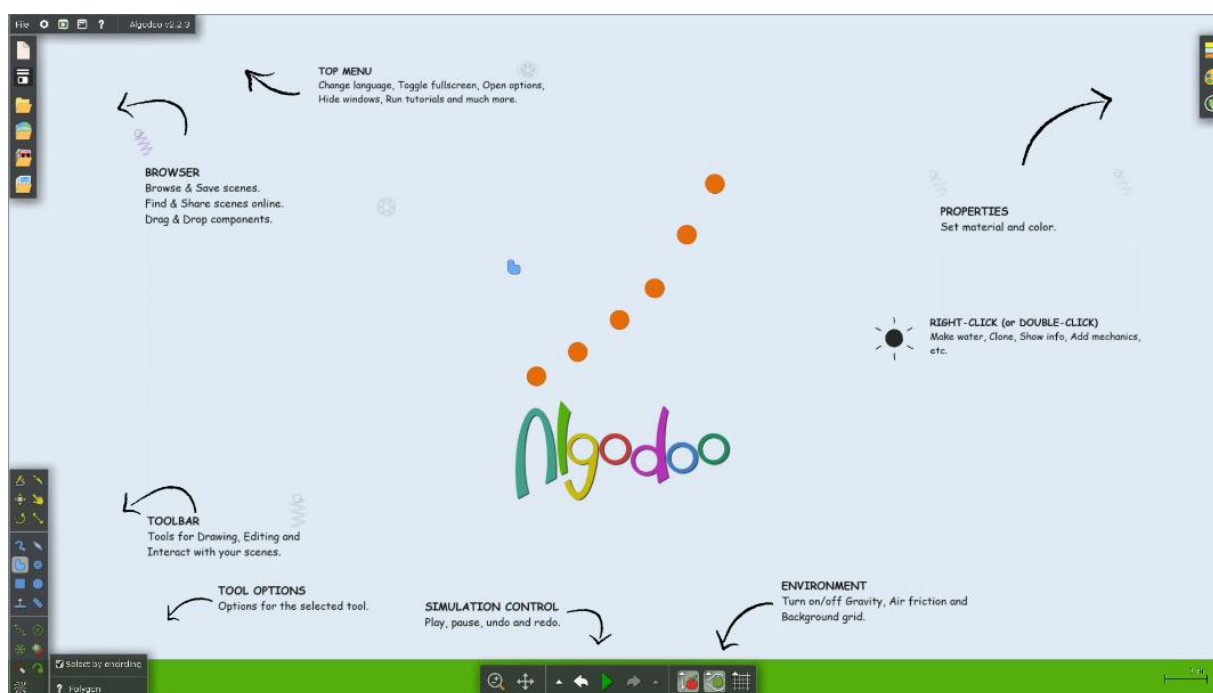 File ? Algodoo v2.2.3
TOP MENU
Change language, Toggle fullscreen, Open options,
Hide windows, Run tutorials and much more.
BROWSER
Browse & Save scenes.
Find & Share scenes online.
Drag & Drop components.
PROPERTIES
Set material and color.
RIGHT-CLICK (or DOUBLE-CLICK)
Make water, Clone, Show info, Add mechanics,
etc.
Algodoo
TOOLBAR
Tools for Drawing, Editing and
Interact with your scenes.
TOOL OPTIONS
Options for the selected tool.
SIMULATION CONTROL
Play, pause, undo and redo.
ENVIRONMENT
Turn on/off Gravity, Air friction and
Background grid.
Select by encircling
? Polygon